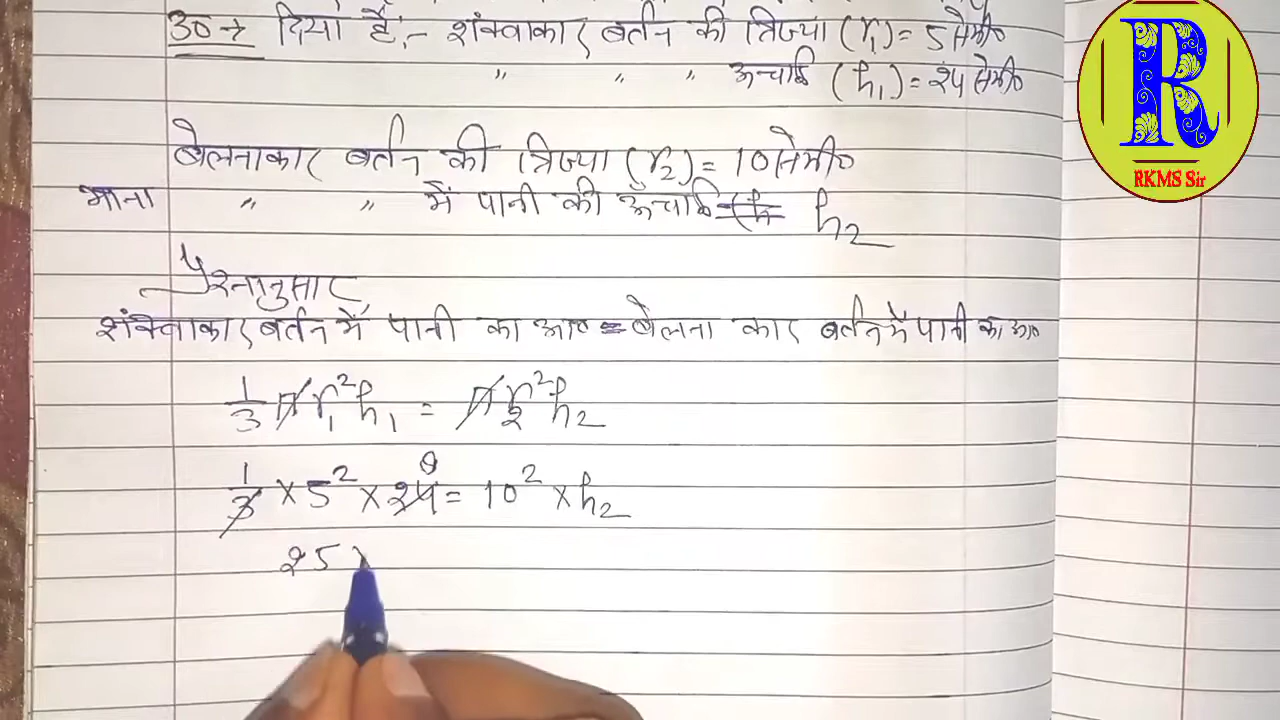 उ०→ दिया है:- शंक्वाकार बर्तन की त्रिज्या (r₁) = 5 सेमी०
" " " ऊचाई (h₁) = 24 सेमी०
बेलनाकार बर्तन की त्रिज्या (r₂) = 10 सेमी०
माना " " में पानी की ऊँचाई h₂
प्रश्नानुसार
शंक्वाकार बर्तन में पानी का आ० = बेलना कार बर्तन में पानी का आ०
1/3 π r₁² h₁ = π r₂² h₂
8
1/3 × 5² × 24 = 10² × h₂
25 ×
R
RKMS Sir